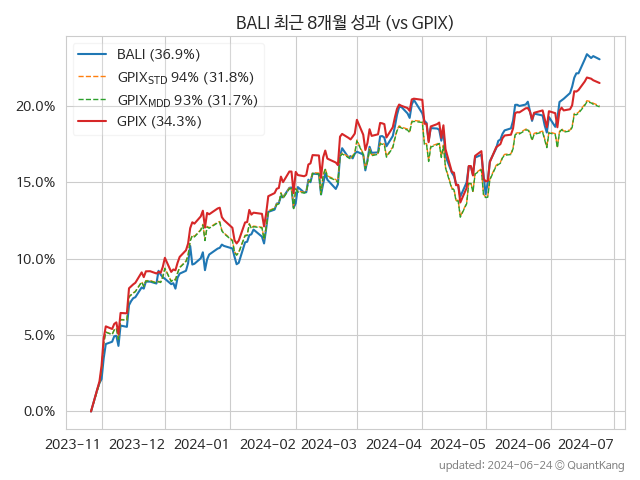 BALI 최근 8개월 성과 (vs GPIX)
BALI (36.9%)
GPIX_STD 94% (31.8%)
GPIX_MDD 93% (31.7%)
GPIX (34.3%)
20.0%
15.0%
10.0%
5.0%
0.0%
2023-11 2023-12 2024-01 2024-02 2024-03 2024-04 2024-05 2024-06 2024-07
updated: 2024-06-24 © QuantKang